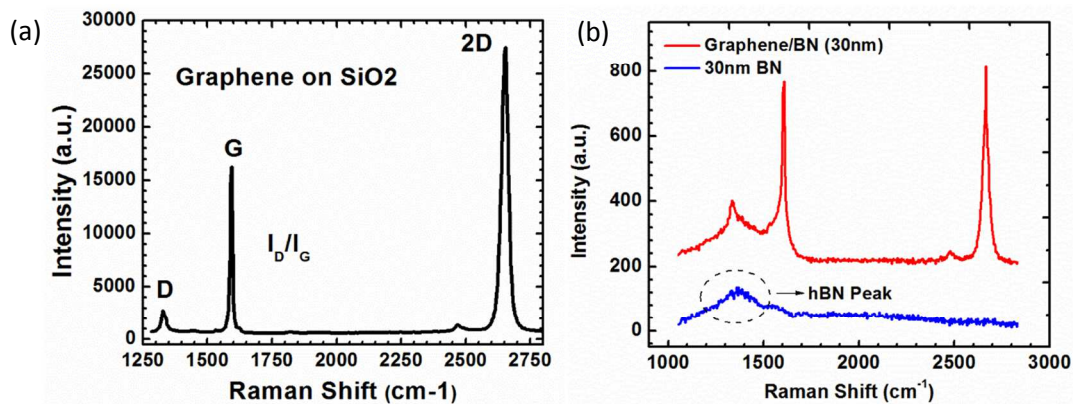 (a)
30000
25000
20000
15000
10000
5000
0
Intensity (a.u.)
Graphene on SiO2
D
G
2D
I_D/I_G
1250 1500 1750 2000 2250 2500 2750
Raman Shift (cm-1)
(b)
Graphene/BN (30nm)
30nm BN
800
600
400
200
0
Intensity (a.u.)
hBN Peak
1000 1500 2000 2500 3000
Raman Shift (cm⁻¹)